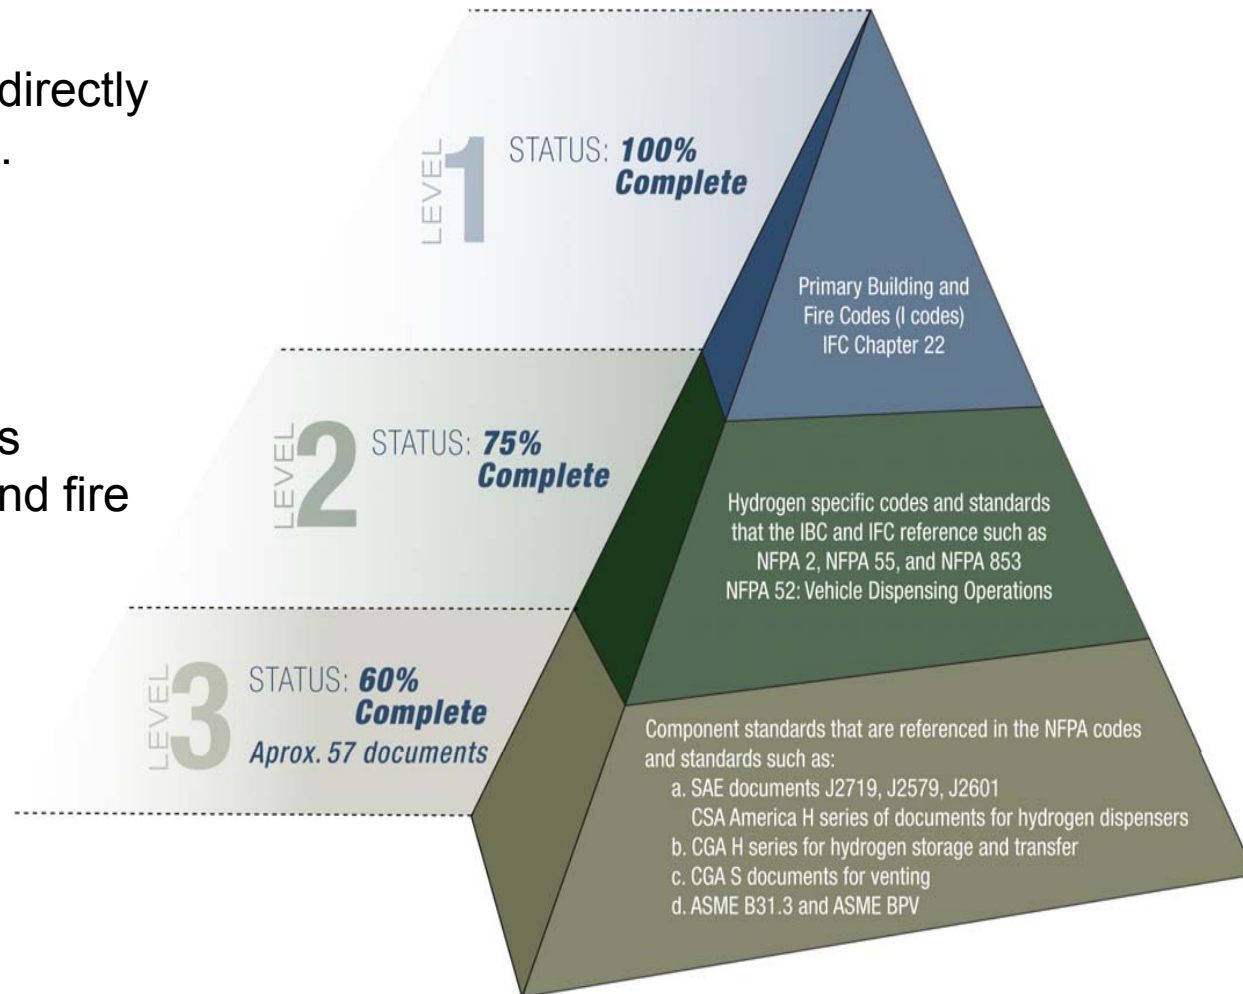 directly
.
s
nd fire
LEVEL 1
STATUS: 100%
Complete
LEVEL 2
STATUS: 75%
Complete
LEVEL 3
STATUS: 60%
Complete
Aprox. 57 documents
Primary Building and
Fire Codes (I codes)
IFC Chapter 22
Hydrogen specific codes and standards
that the IBC and IFC reference such as
NFPA 2, NFPA 55, and NFPA 853
NFPA 52: Vehicle Dispensing Operations
Component standards that are referenced in the NFPA codes
and standards such as:
a. SAE documents J2719, J2579, J2601
CSA America H series of documents for hydrogen dispensers
b. CGA H series for hydrogen storage and transfer
c. CGA S documents for venting
d. ASME B31.3 and ASME BPV